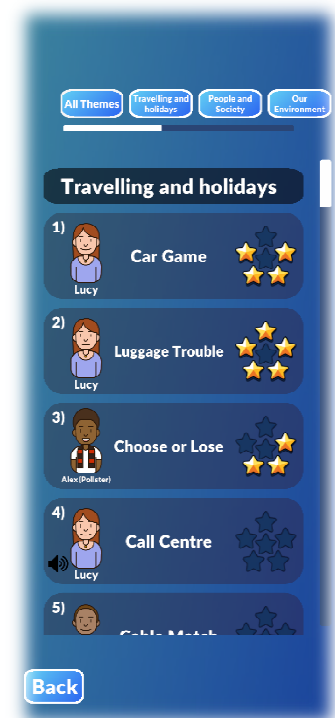 All Themes
Travelling and
holidays
People and
Society
Our
Environment
Travelling and holidays
1)
Car Game
Lucy
2)
Luggage Trouble
Lucy
3)
Choose or Lose
Alex(Pollster)
4)
Call Centre
Lucy
5)
Back